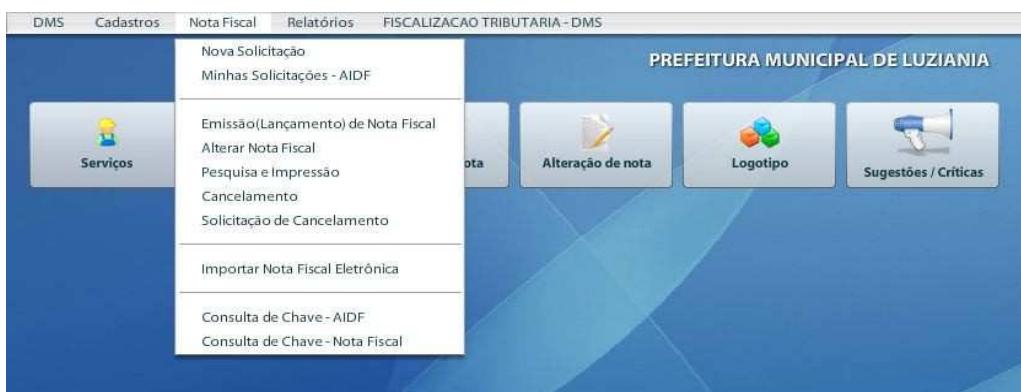 DMS Cadastros Nota Fiscal Relatórios FISCALIZACAO TRIBUTARIA - DMS
PREFEITURA MUNICIPAL DE LUZIANIA
Nova Solicitação
Minhas Solicitações - AIDF
Emissão(Lançamento) de Nota Fiscal
Alterar Nota Fiscal
Pesquisa e Impressão
Cancelamento
Solicitação de Cancelamento
Importar Nota Fiscal Eletrônica
Consulta de Chave - AIDF
Consulta de Chave - Nota Fiscal
Serviços
ota
Alteração de nota
Logotipo
Sugestões / Críticas